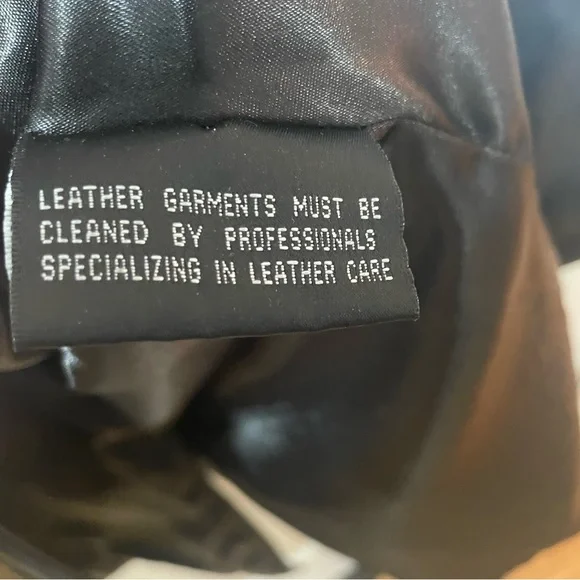 LEATHER GARMENTS MUST BE
CLEANED BY PROFESSIONALS
SPECIALIZING IN LEATHER CARE